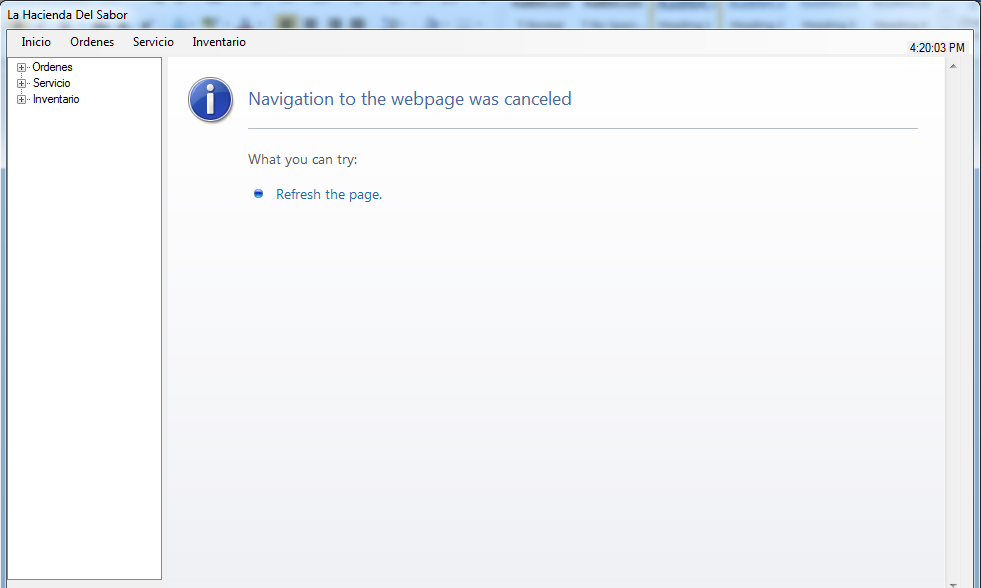 La Hacienda Del Sabor
Inicio Ordenes Servicio Inventario
4:20:03 PM
Ordenes
Servicio
Inventario
Navigation to the webpage was canceled
What you can try:
Refresh the page.